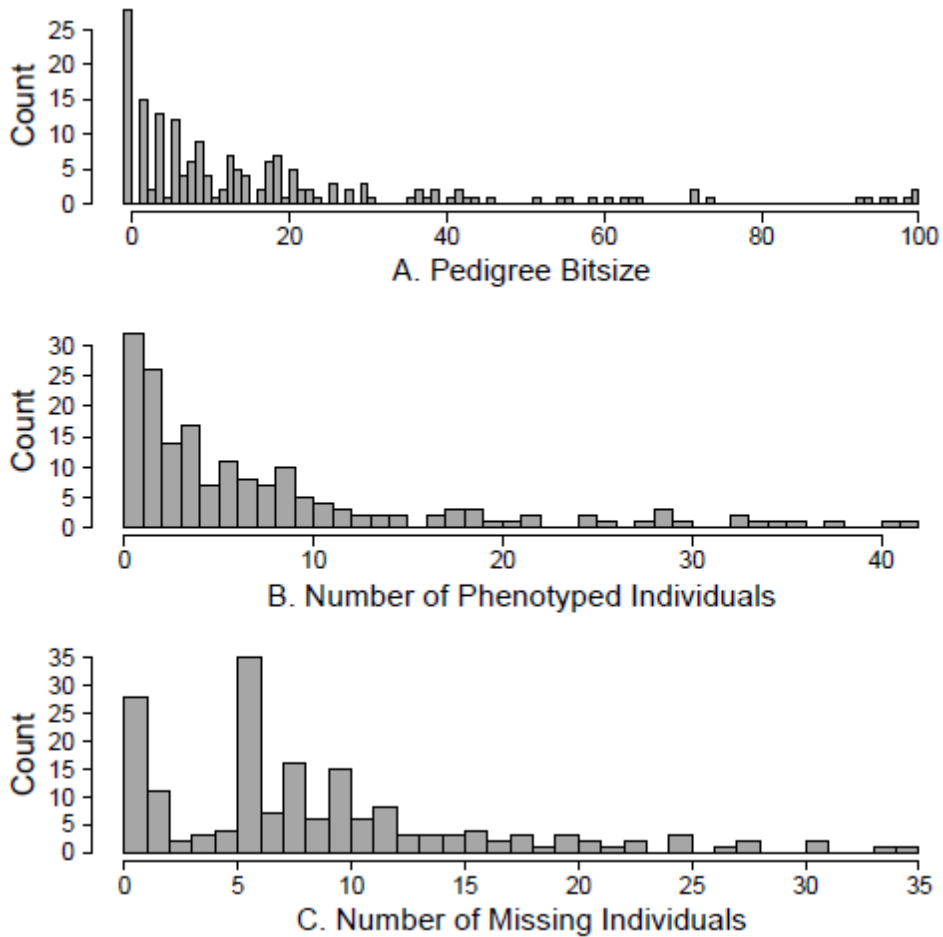 Count
25
20
15
10
5
0
0 20 40 60 80 100
A. Pedigree Bitsize
Count
30
25
20
15
10
5
0
0 10 20 30 40
B. Number of Phenotyped Individuals
Count
35
30
25
20
15
10
5
0
0 5 10 15 20 25 30 35
C. Number of Missing Individuals